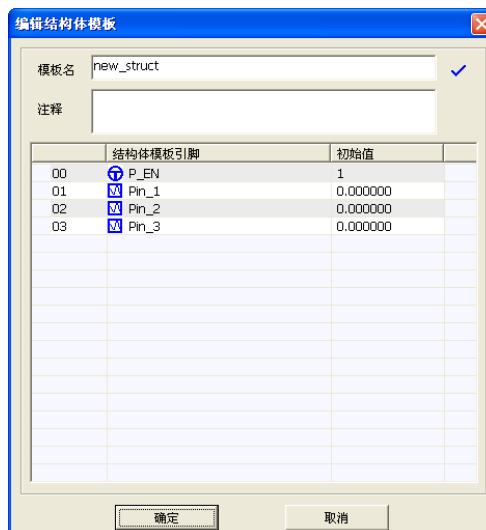 编辑结构体模板
模板名 new_struct
注释
结构体模板引脚 初始值
00 P_EN 1
01 Pin_1 0.000000
02 Pin_2 0.000000
03 Pin_3 0.000000
确定 取消